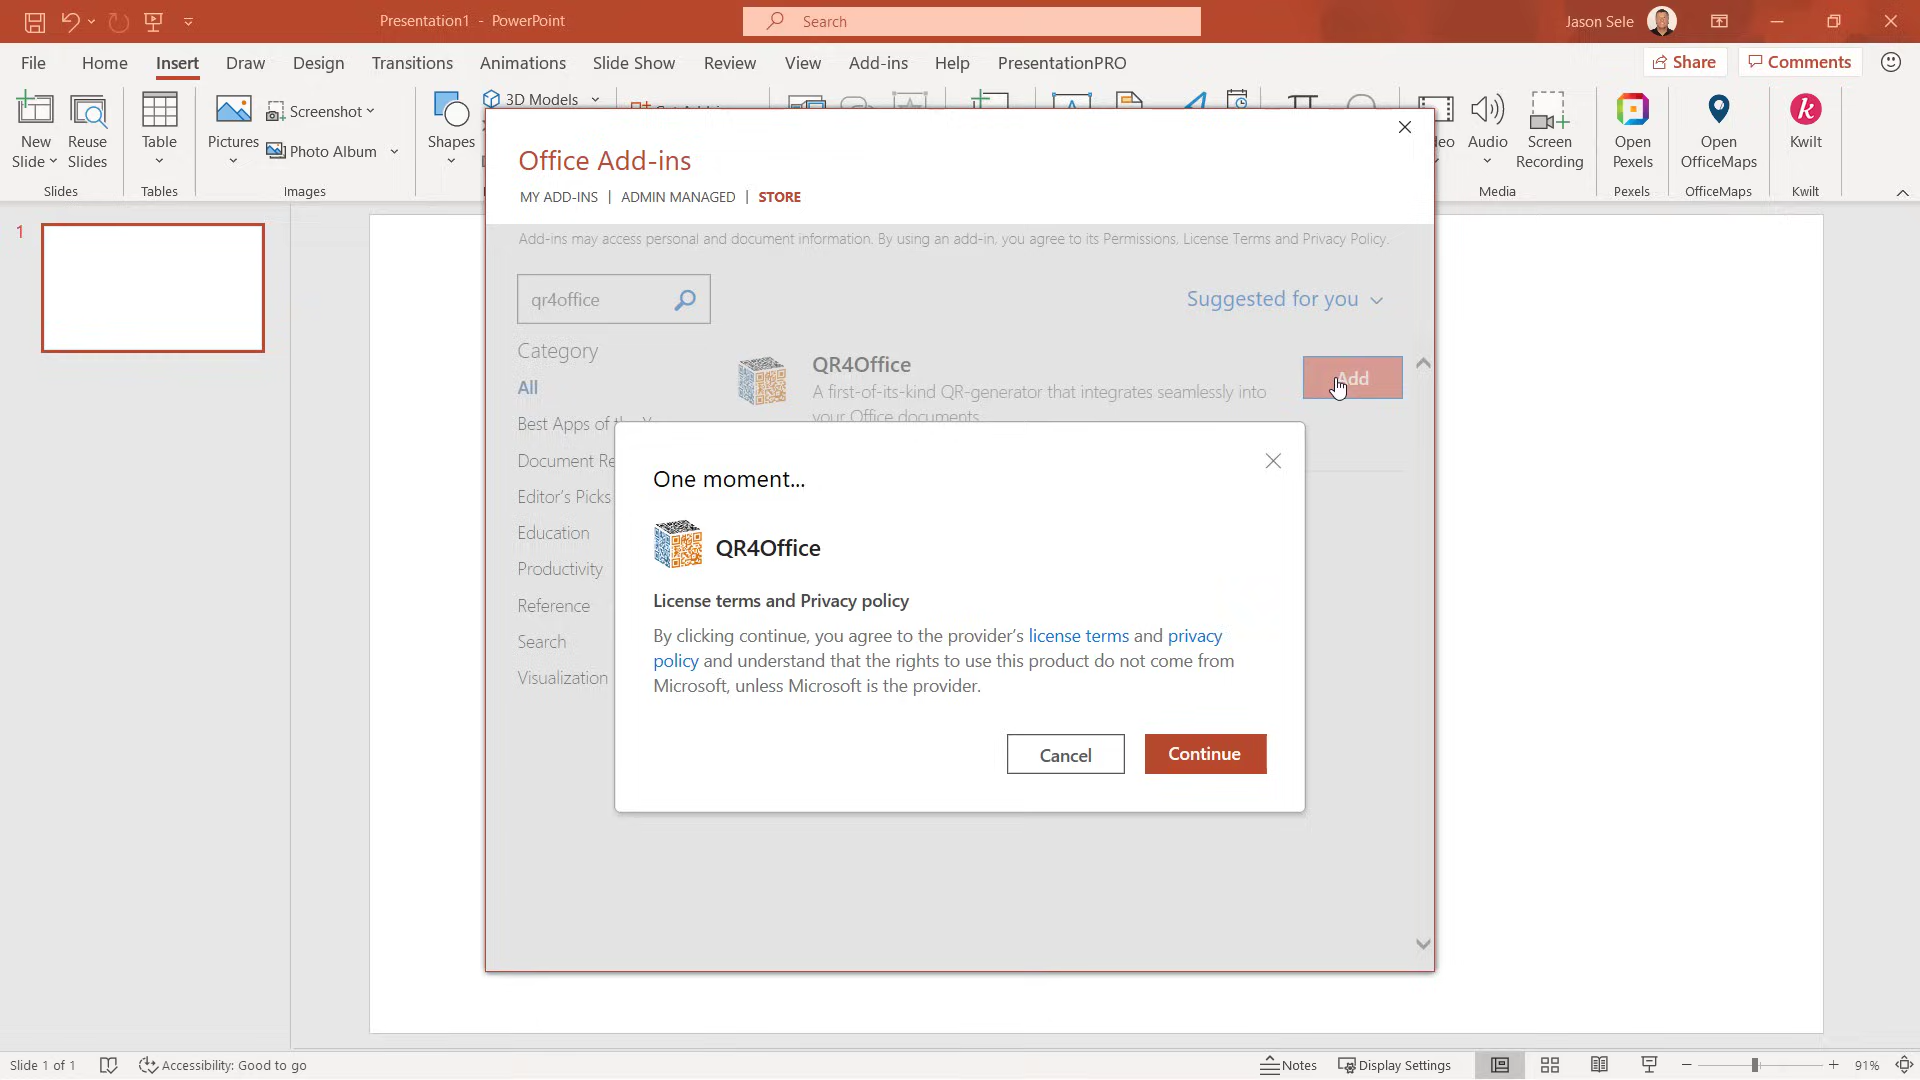 Presentation1 - PowerPoint
Search
Jason Sele
File Home Insert Draw Design Transitions Animations Slide Show Review View Add-ins Help PresentationPRO
Share
Comments
New Slide
Reuse Slides
Slides
Table
Tables
Pictures
Screenshot
Photo Album
Images
Shapes
3D Models
Audio
Screen Recording
Media
Open Pexels
Pexels
Open OfficeMaps
OfficeMaps
Kwilt
Kwilt
1
Office Add-ins
MY ADD-INS | ADMIN MANAGED | STORE
Add-ins may access personal and document information. By using an add-in, you agree to its Permissions, License Terms and Privacy Policy.
qr4office
Suggested for you
Category
All
Best Apps of the
Document
Editor's Picks
Education
Productivity
Reference
Search
Visualization
QR4Office
A first-of-its-kind QR-generator that integrates seamlessly into
your Office documents
Add
One moment...
QR4Office
License terms and Privacy policy
By clicking continue, you agree to the provider's license terms and privacy
policy and understand that the rights to use this product do not come from
Microsoft, unless Microsoft is the provider.
Cancel
Continue
Slide 1 of 1
Accessibility: Good to go
Notes
Display Settings
91%